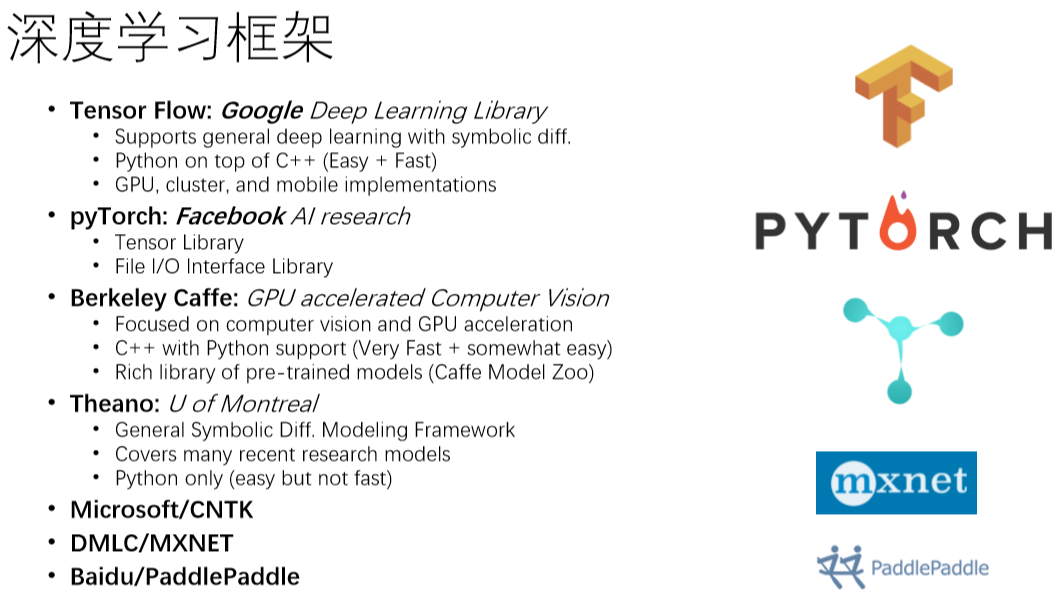 深度学习框架
• Tensor Flow: Google Deep Learning Library
• Supports general deep learning with symbolic diff.
• Python on top of C++ (Easy + Fast)
• GPU, cluster, and mobile implementations
• pyTorch: Facebook AI research
• Tensor Library
• File I/O Interface Library
• Berkeley Caffe: GPU accelerated Computer Vision
• Focused on computer vision and GPU acceleration
• C++ with Python support (Very Fast + somewhat easy)
• Rich library of pre-trained models (Caffe Model Zoo)
• Theano: U of Montreal
• General Symbolic Diff. Modeling Framework
• Covers many recent research models
• Python only (easy but not fast)
• Microsoft/CNTK
• DMLC/MXNET
• Baidu/PaddlePaddle
PYTORCH
mxnet
PaddlePaddle